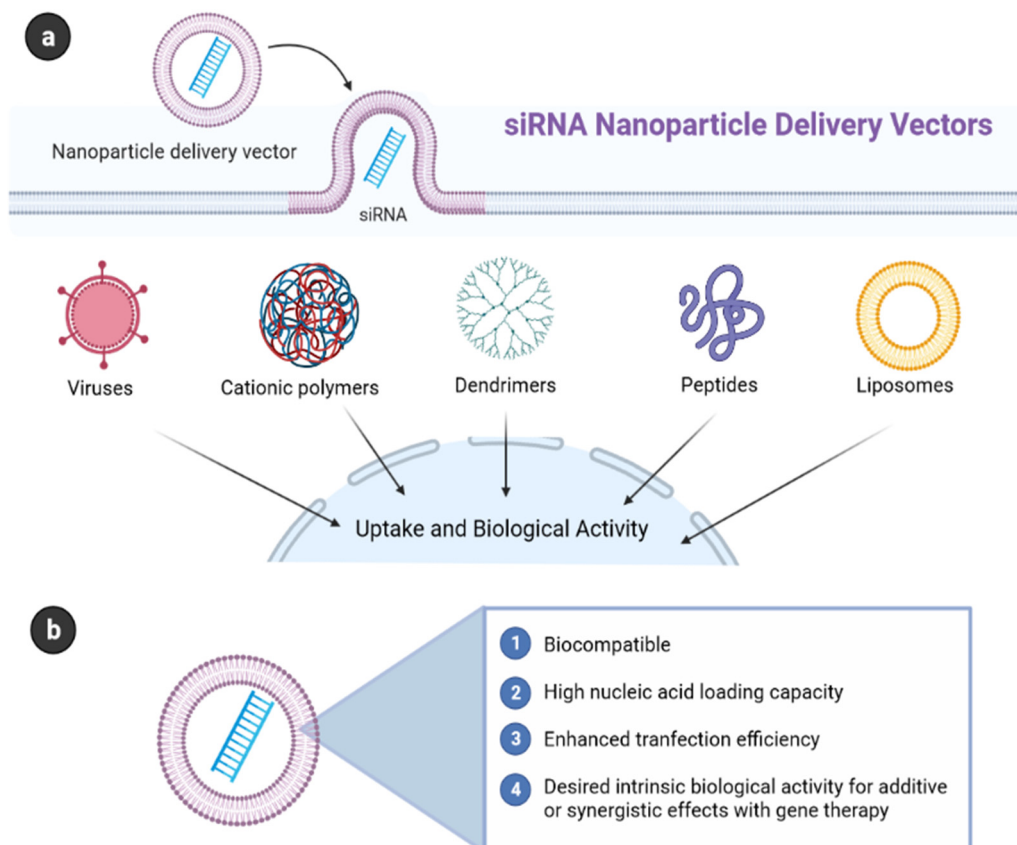 a
siRNA Nanoparticle Delivery Vectors
Nanoparticle delivery vector
siRNA
Viruses
Cationic polymers
Dendrimers
Peptides
Liposomes
Uptake and Biological Activity
b
1 Biocompatible
2 High nucleic acid loading capacity
3 Enhanced tranfection efficiency
4 Desired intrinsic biological activity for additive
or synergistic effects with gene therapy